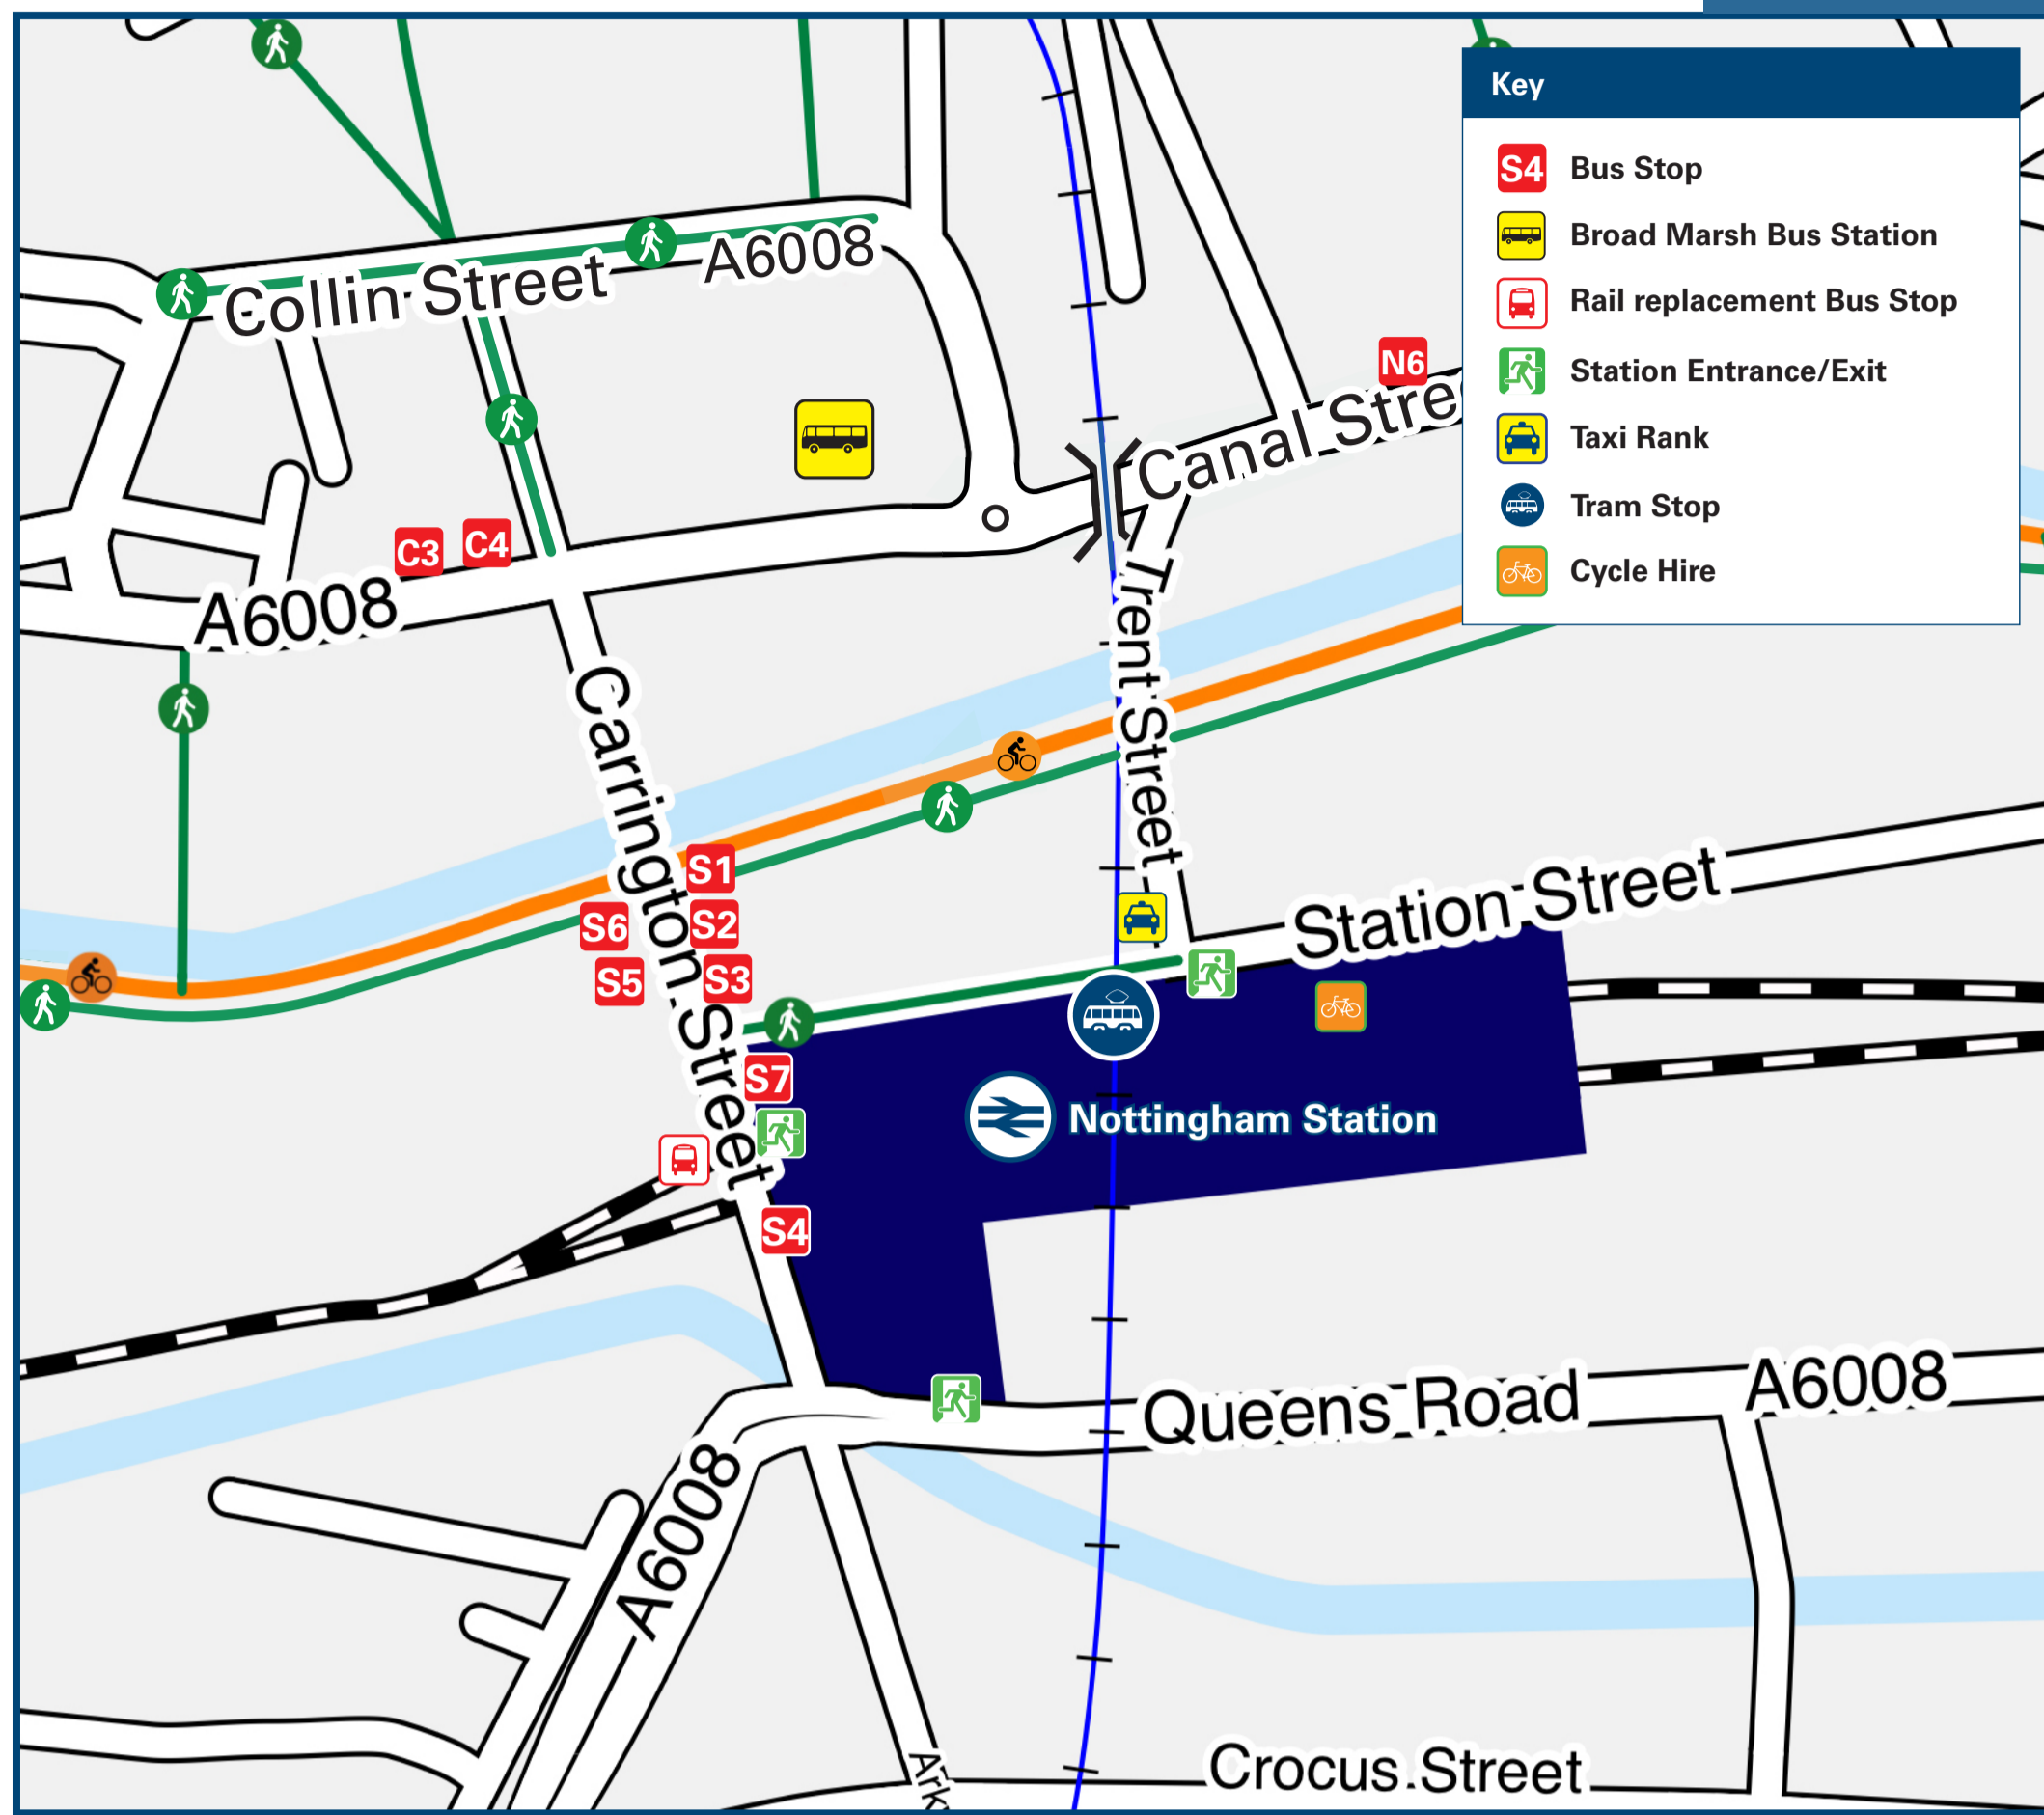 Key
S4 Bus Stop
Broad Marsh Bus Station
Rail replacement Bus Stop
Station Entrance/Exit
Taxi Rank
Tram Stop
Cycle Hire
A6008
Collin Street
N6
Canal Stre
C3
C4
A6008
Trent Street
Carrington Street
S1
S6
S2
S5
S3
Station Street
S7
Nottingham Station
S4
Queens Road
A6008
A6008
Crocus Street
Ark